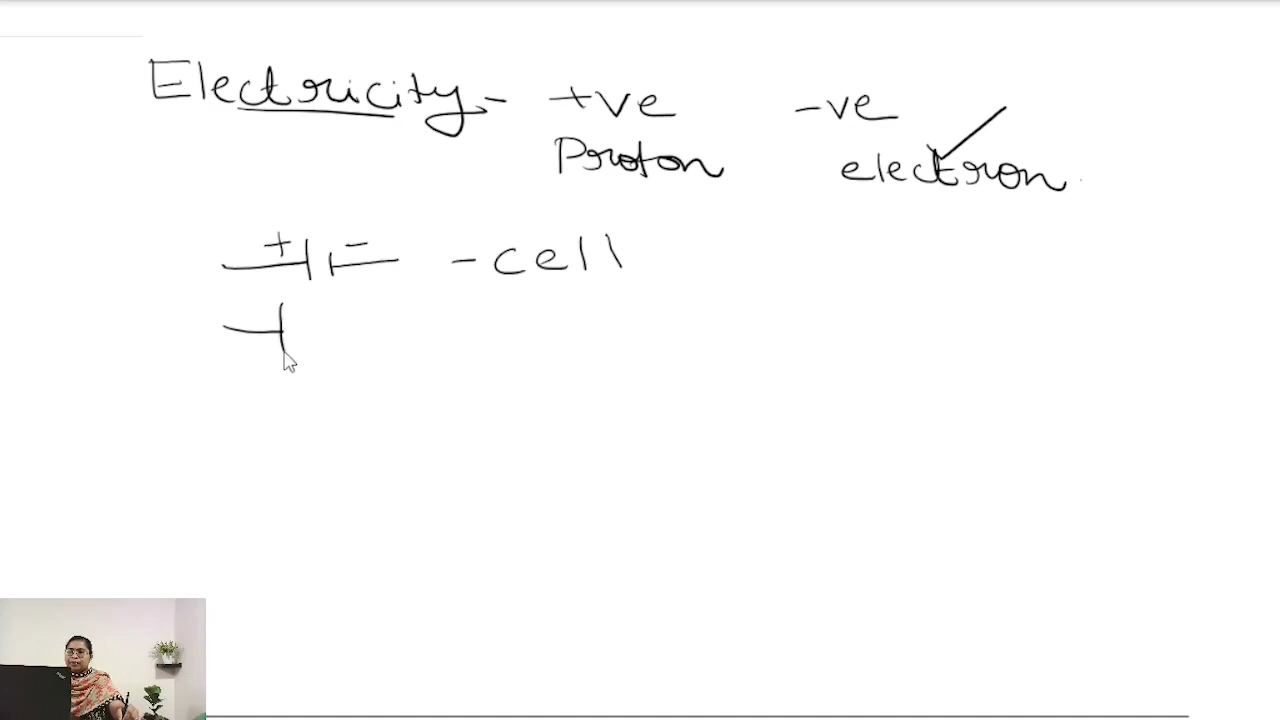 Electricity - +ve -ve
Proton electron
+ - - cell